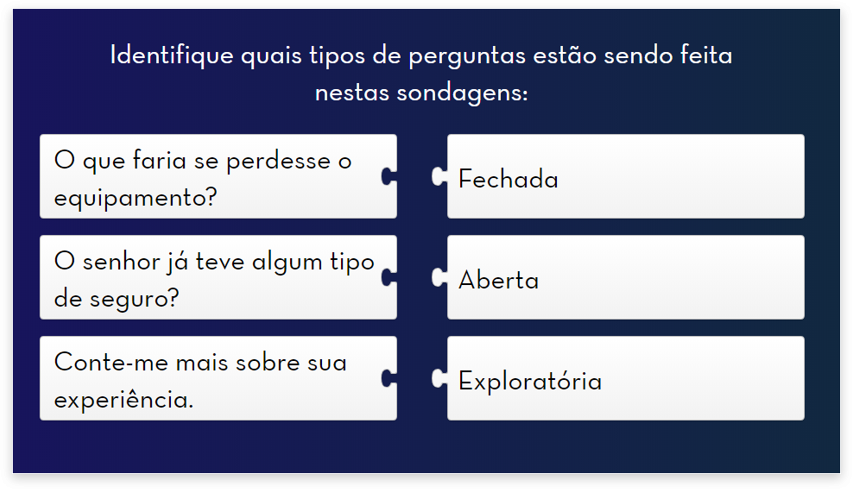 Identifique quais tipos de perguntas estão sendo feita
nestas sondagens:
O que faria se perdesse o
equipamento?
Fechada
O senhor já teve algum tipo
de seguro?
Aberta
Conte-me mais sobre sua
experiência.
Exploratória